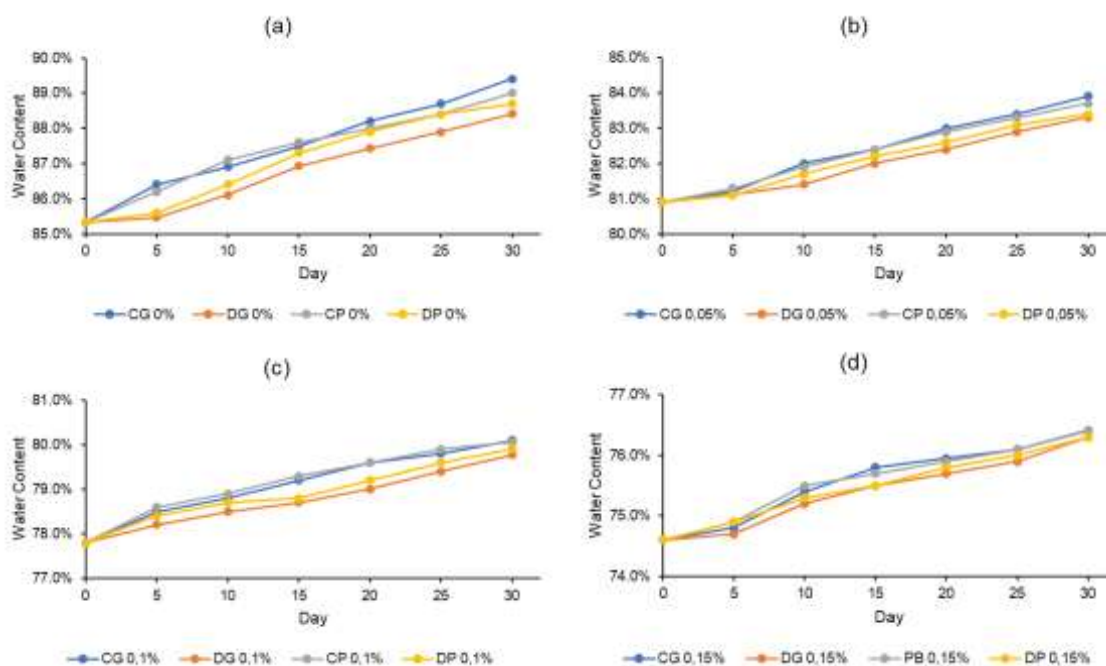 (a)
90.0%
89.0%
88.0%
87.0%
86.0%
85.0%
Water Content
0 5 10 15 20 25 30
Day
CG 0% DG 0% CP 0% DP 0%
(b)
85.0%
84.0%
83.0%
82.0%
81.0%
80.0%
Water Content
0 5 10 15 20 25 30
Day
CG 0,05% DG 0,05% CP 0,05% DP 0,05%
(c)
81.0%
80.0%
79.0%
78.0%
77.0%
Water Content
0 5 10 15 20 25 30
Day
CG 0,1% DG 0,1% CP 0,1% DP 0,1%
(d)
77.0%
76.0%
75.0%
74.0%
Water Content
0 5 10 15 20 25 30
Day
CG 0,15% DG 0,15% PB 0,15% DP 0,15%